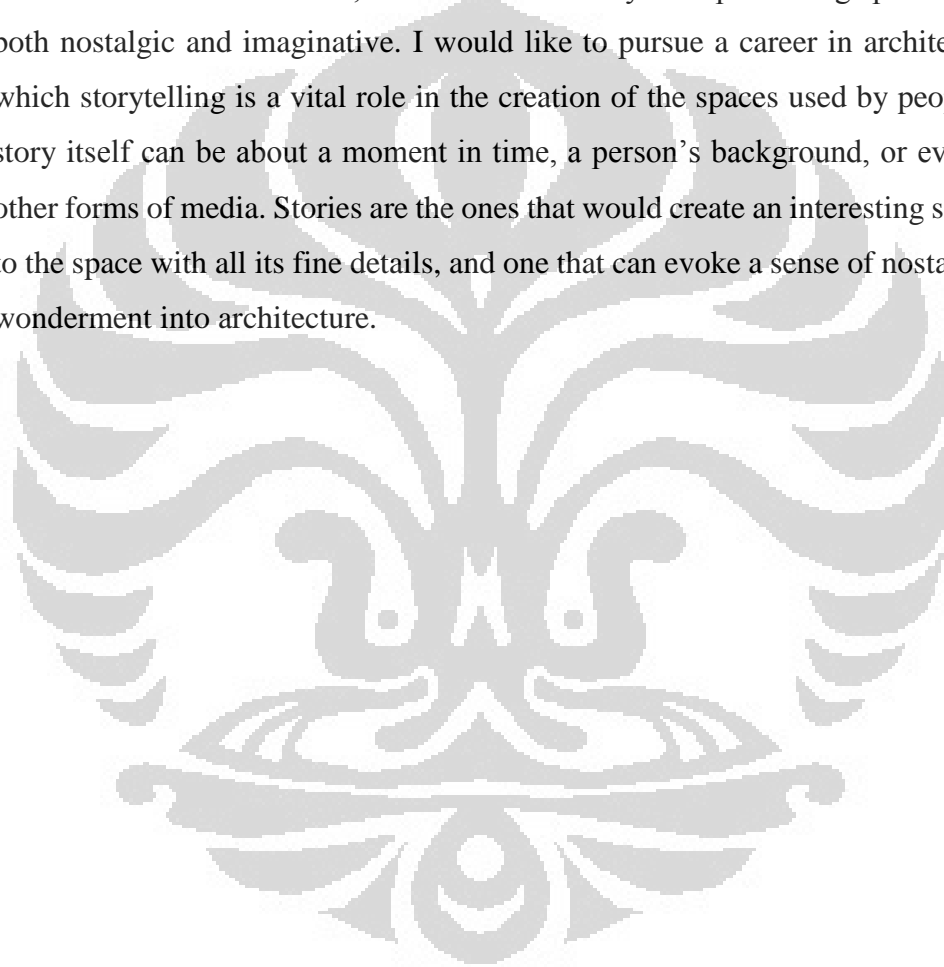 both nostalgic and imaginative. I would like to pursue a career in archite
which storytelling is a vital role in the creation of the spaces used by peo
story itself can be about a moment in time, a person's background, or ev
other forms of media. Stories are the ones that would create an interesting s
to the space with all its fine details, and one that can evoke a sense of nosta
wonderment into architecture.